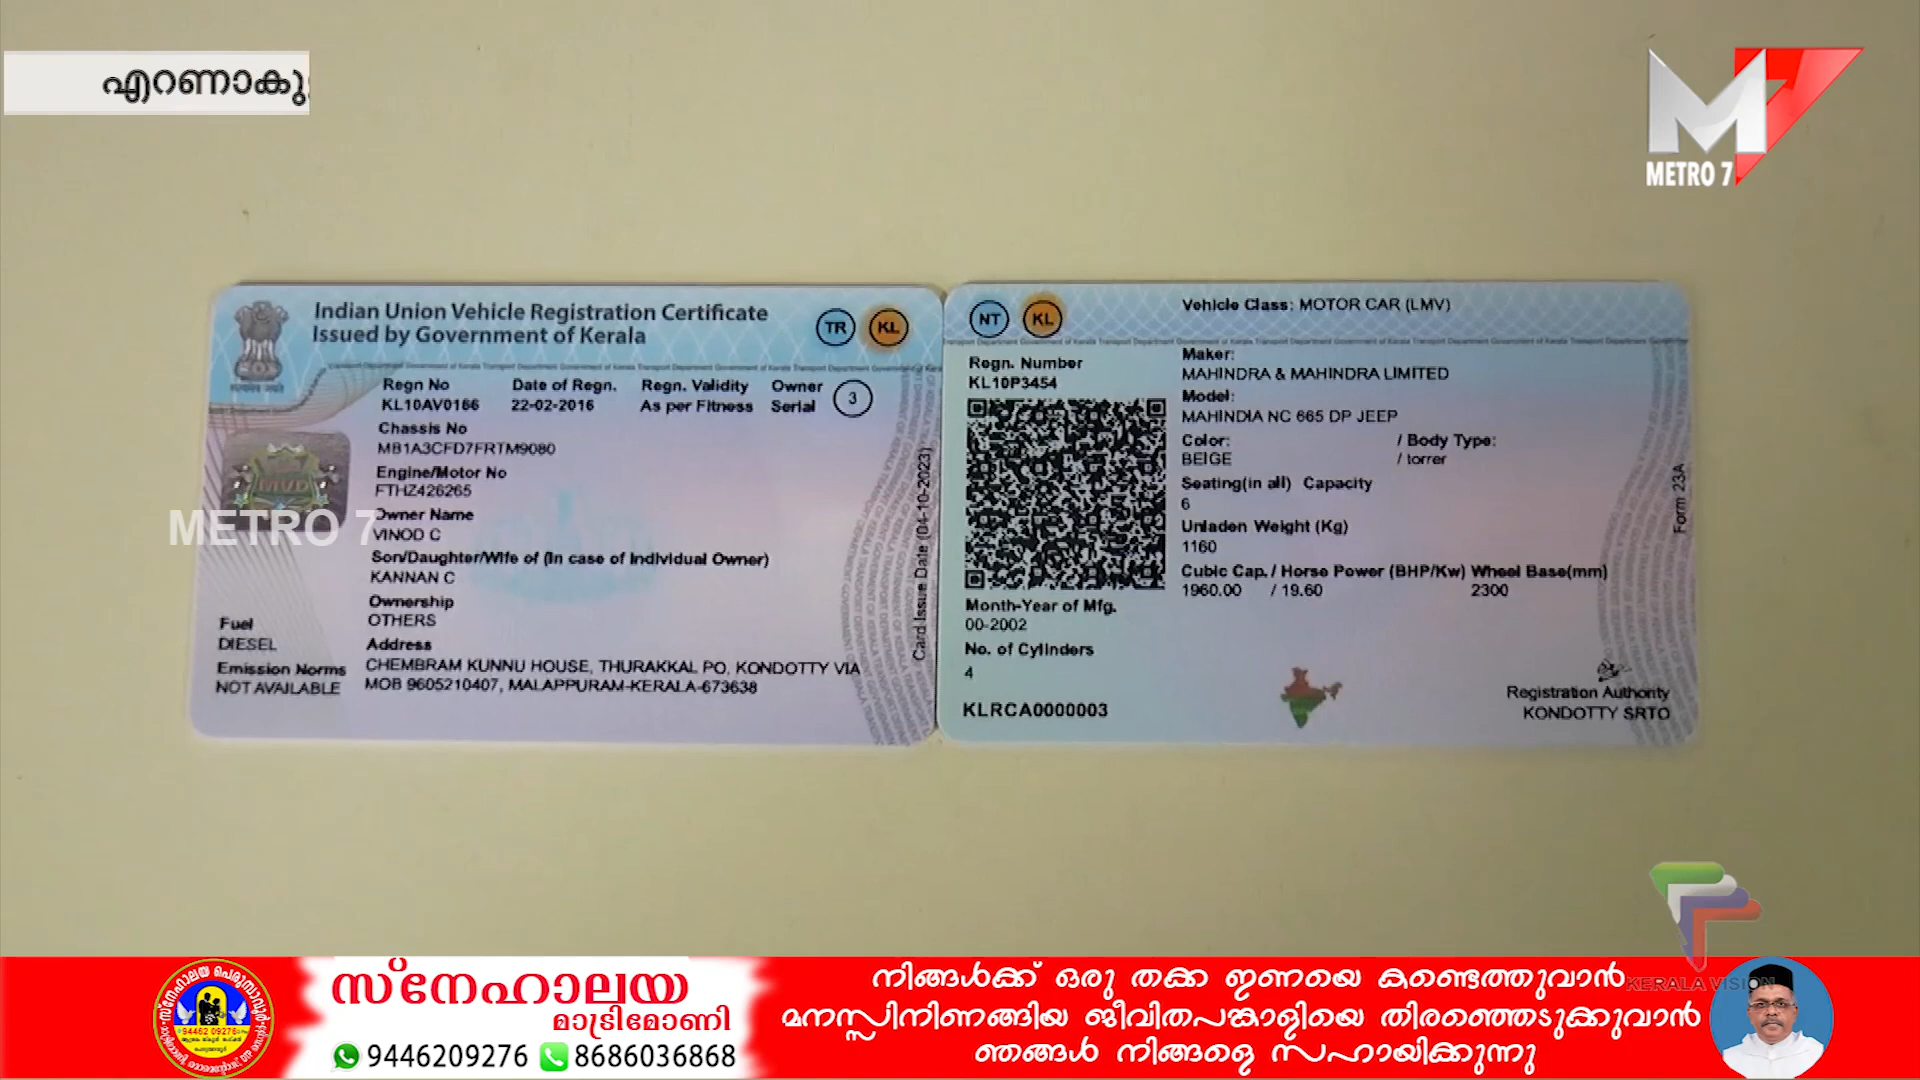 എറണാകു
METRO 7
Indian Union Vehicle Registration Certificate
Issued by Government of Kerala
TR KL
Regn No Date of Regn. Regn. Validity Owner
KL10AV0166 22-02-2016 As per Fitness Serial 3
Chassis No
MB1A3CFD7FRTM9080
Engine/Motor No
FTHZ426265
METRO 7
Owner Name
VINOD C
Son/Daughter/Wife of (In case of Individual Owner)
KANNAN C
Ownership
OTHERS
Fuel
DIESEL
Address
Emission Norms
NOT AVAILABLE
CHEMBRAM KUNNU HOUSE, THURAKKAL PO, KONDOTTY VIA
MOB 9605210407, MALAPPURAM-KERALA-673638
Card Issue Date (04-10-2023)
NT KL
Vehicle Class: MOTOR CAR (LMV)
Regn. Number
KL10P3454
Maker:
MAHINDRA & MAHINDRA LIMITED
Model:
MAHINDIA NC 665 DP JEEP
Color: / Body Type:
BEIGE / torrer
Seating(in all) Capacity
6
Unladen Weight (Kg)
1160
Cubic Cap. / Horse Power (BHP/Kw) Wheel Base(mm)
1960.00 / 19.60 2300
Month-Year of Mfg.
00-2002
No. of Cylinders
4
KLRCA0000003
Form 23A
Registration Authority
KONDOTTY SRTO
KERALA VISION
സ്നേഹാലയ
മാട്രിമോണി
9446209276 8686036868
നിങ്ങൾക്ക് ഒരു തക്ക ഇണയെ കണ്ടെത്തുവാൻ
മനസ്സിനിണങ്ങിയ ജീവിതപങ്കാളിയെ തിരഞ്ഞെടുക്കുവാൻ
ഞങ്ങൾ നിങ്ങളെ സഹായിക്കുന്നു